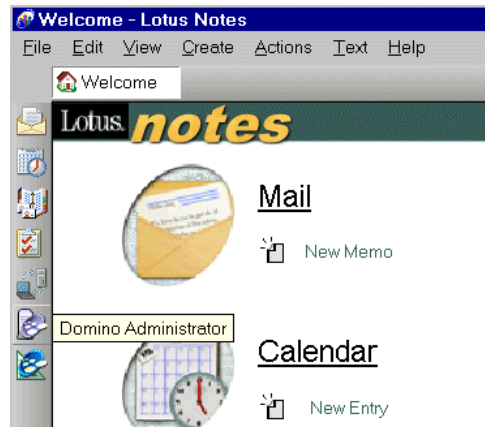 Welcome - Lotus Notes
File Edit View Create Actions Text Help
Welcome
Lotus. notes
Mail
New Memo
Domino Administrator
Calendar
New Entry